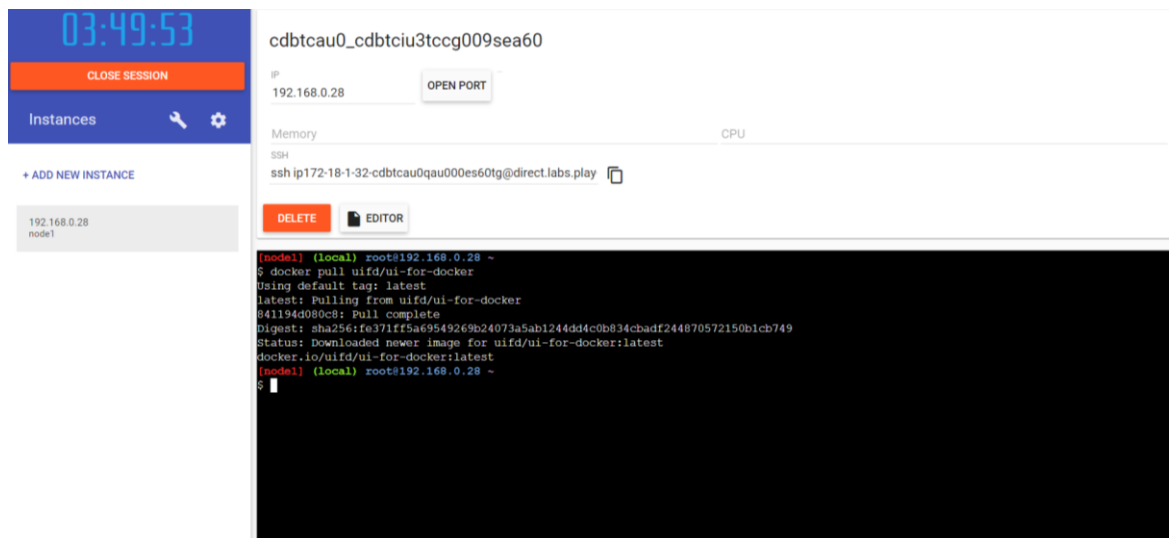 03:49:53
CLOSE SESSION
Instances
+ ADD NEW INSTANCE
192.168.0.28
node1
cdbtcau0_cdbtciu3tccg009sea60
IP
192.168.0.28
OPEN PORT
Memory
CPU
SSH
ssh ip172-18-1-32-cdbtcau0qau000es60tg@direct.labs.play
DELETE
EDITOR
[node1] (local) root@192.168.0.28 ~
$ docker pull uifd/ui-for-docker
Using default tag: latest
latest: Pulling from uifd/ui-for-docker
841194d080c8: Pull complete
Digest: sha256:fe371ff5a69549269b24073a5ab1244dd4c0b834cbadf244870572150b1cb749
Status: Downloaded newer image for uifd/ui-for-docker:latest
docker.io/uifd/ui-for-docker:latest
[node1] (local) root@192.168.0.28 ~
$